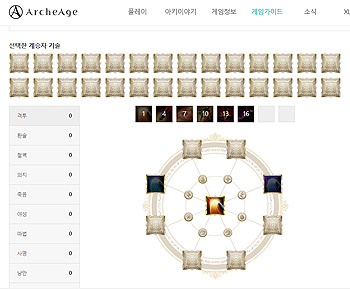 ArcheAge
플레이 아키이야기 게임정보 게임가이드 소식 XL
선택한 계승자 기술
1 4 7 10 13 16
격투 0
환술 0
철벽 0
의지 0
죽음 0
야성 0
마법 0
사명 0
낭만 0